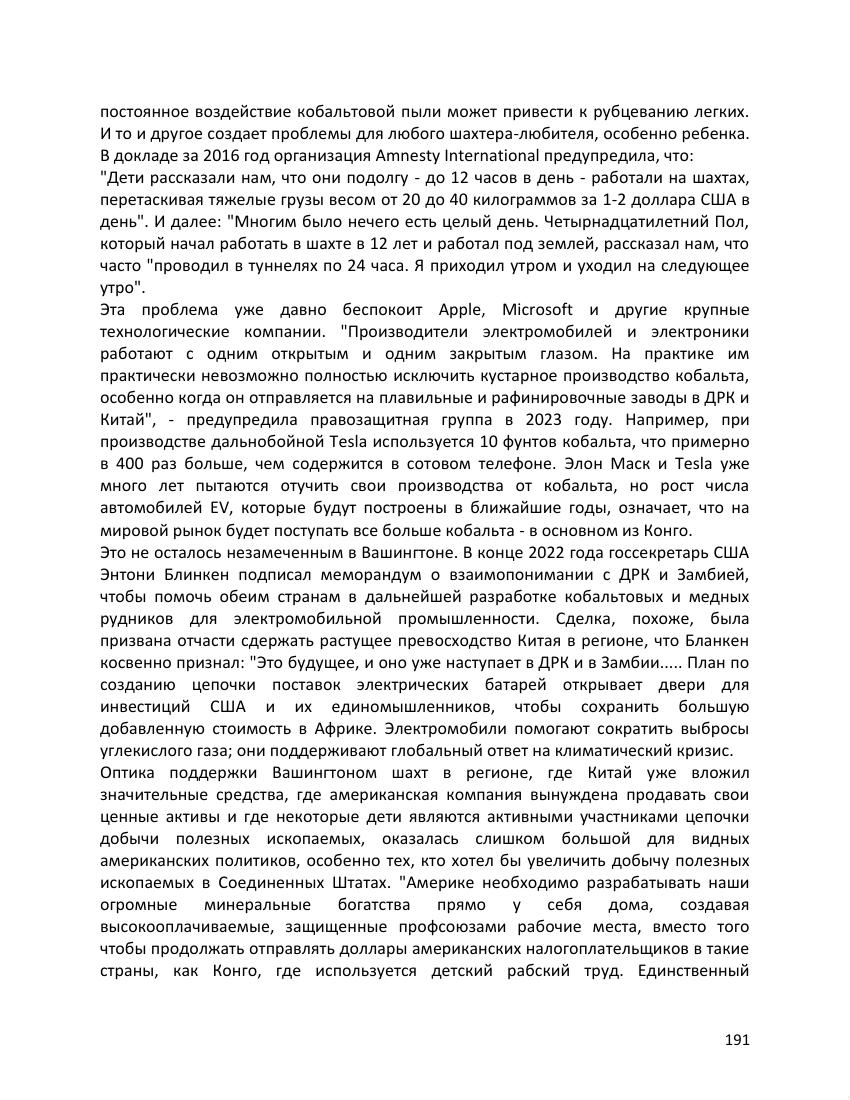 постоянное воздействие кобальтовой пыли может привести к рубцеванию легких.
И то и другое создает проблемы для любого шахтера-любителя, особенно ребенка.
В докладе за 2016 год организация Amnesty International предупредила, что:
"Дети рассказали нам, что они подолгу - до 12 часов в день - работали на шахтах,
перетаскивая тяжелые грузы весом от 20 до 40 килограммов за 1-2 доллара США в
день". И далее: "Многим было нечего есть целый день. Четырнадцатилетний Пол,
который начал работать в шахте в 12 лет и работал под землей, рассказал нам, что
часто "проводил в туннелях по 24 часа. Я приходил утром и уходил на следующее
утро".
Эта проблема уже давно беспокоит Apple, Microsoft и другие крупные
технологические компании. "Производители электромобилей и электроники
работают с одним открытым и одним закрытым глазом. На практике им
практически невозможно полностью исключить кустарное производство кобальта,
особенно когда он отправляется на плавильные и рафинировочные заводы в ДРК и
Китай", - предупредила правозащитная группа в 2023 году. Например, при
производстве дальнобойной Tesla используется 10 фунтов кобальта, что примерно
в 400 раз больше, чем содержится в сотовом телефоне. Элон Маск и Tesla уже
много лет пытаются отучить свои производства от кобальта, но рост числа
автомобилей EV, которые будут построены в ближайшие годы, означает, что на
мировой рынок будет поступать все больше кобальта - в основном из Конго.
Это не осталось незамеченным в Вашингтоне. В конце 2022 года госсекретарь США
Энтони Блинкен подписал меморандум о взаимопонимании с ДРК и Замбией,
чтобы помочь обеим странам в дальнейшей разработке кобальтовых и медных
рудников для электромобильной промышленности. Сделка, похоже, была
призвана отчасти сдержать растущее превосходство Китая в регионе, что Бланкен
косвенно признал: "Это будущее, и оно уже наступает в ДРК и в Замбии..... План по
созданию цепочки поставок электрических батарей открывает двери для
инвестиций США и их единомышленников, чтобы сохранить большую
добавленную стоимость в Африке. Электромобили помогают сократить выбросы
углекислого газа; они поддерживают глобальный ответ на климатический кризис.
Оптика поддержки Вашингтоном шахт в регионе, где Китай уже вложил
значительные средства, где американская компания вынуждена продавать свои
ценные активы и где некоторые дети являются активными участниками цепочки
добычи полезных ископаемых, оказалась слишком большой для видных
американских политиков, особенно тех, кто хотел бы увеличить добычу полезных
ископаемых в Соединенных Штатах. "Америке необходимо разрабатывать наши
огромные минеральные богатства прямо у себя дома, создавая
высокооплачиваемые, защищенные профсоюзами рабочие места, вместо того
чтобы продолжать отправлять доллары американских налогоплательщиков в такие
страны, как Конго, где используется детский рабский труд. Единственный
191